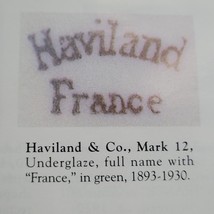 Haviland
France
Haviland & Co., Mark 12,
Underglaze, full name with
"France," in green, 1893-1930.